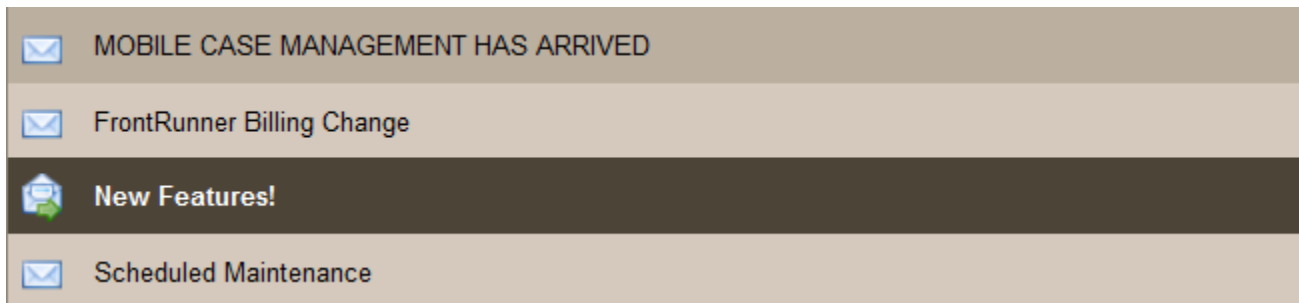 MOBILE CASE MANAGEMENT HAS ARRIVED
FrontRunner Billing Change
New Features!
Scheduled Maintenance